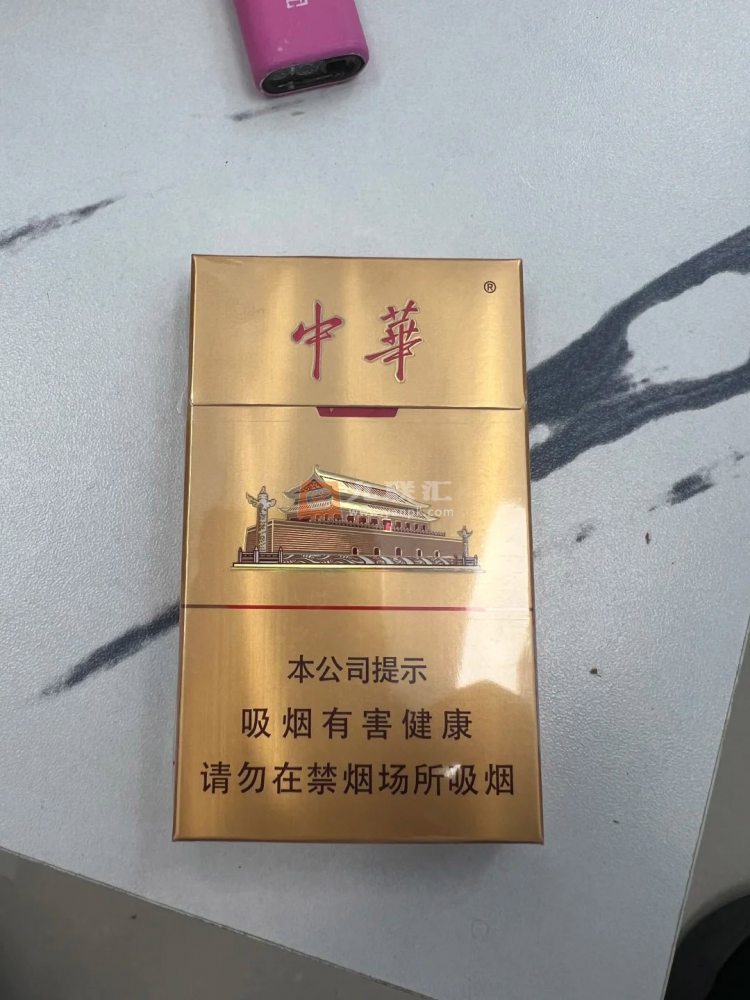 中華
®
本公司提示
吸烟有害健康
请勿在禁烟场所吸烟